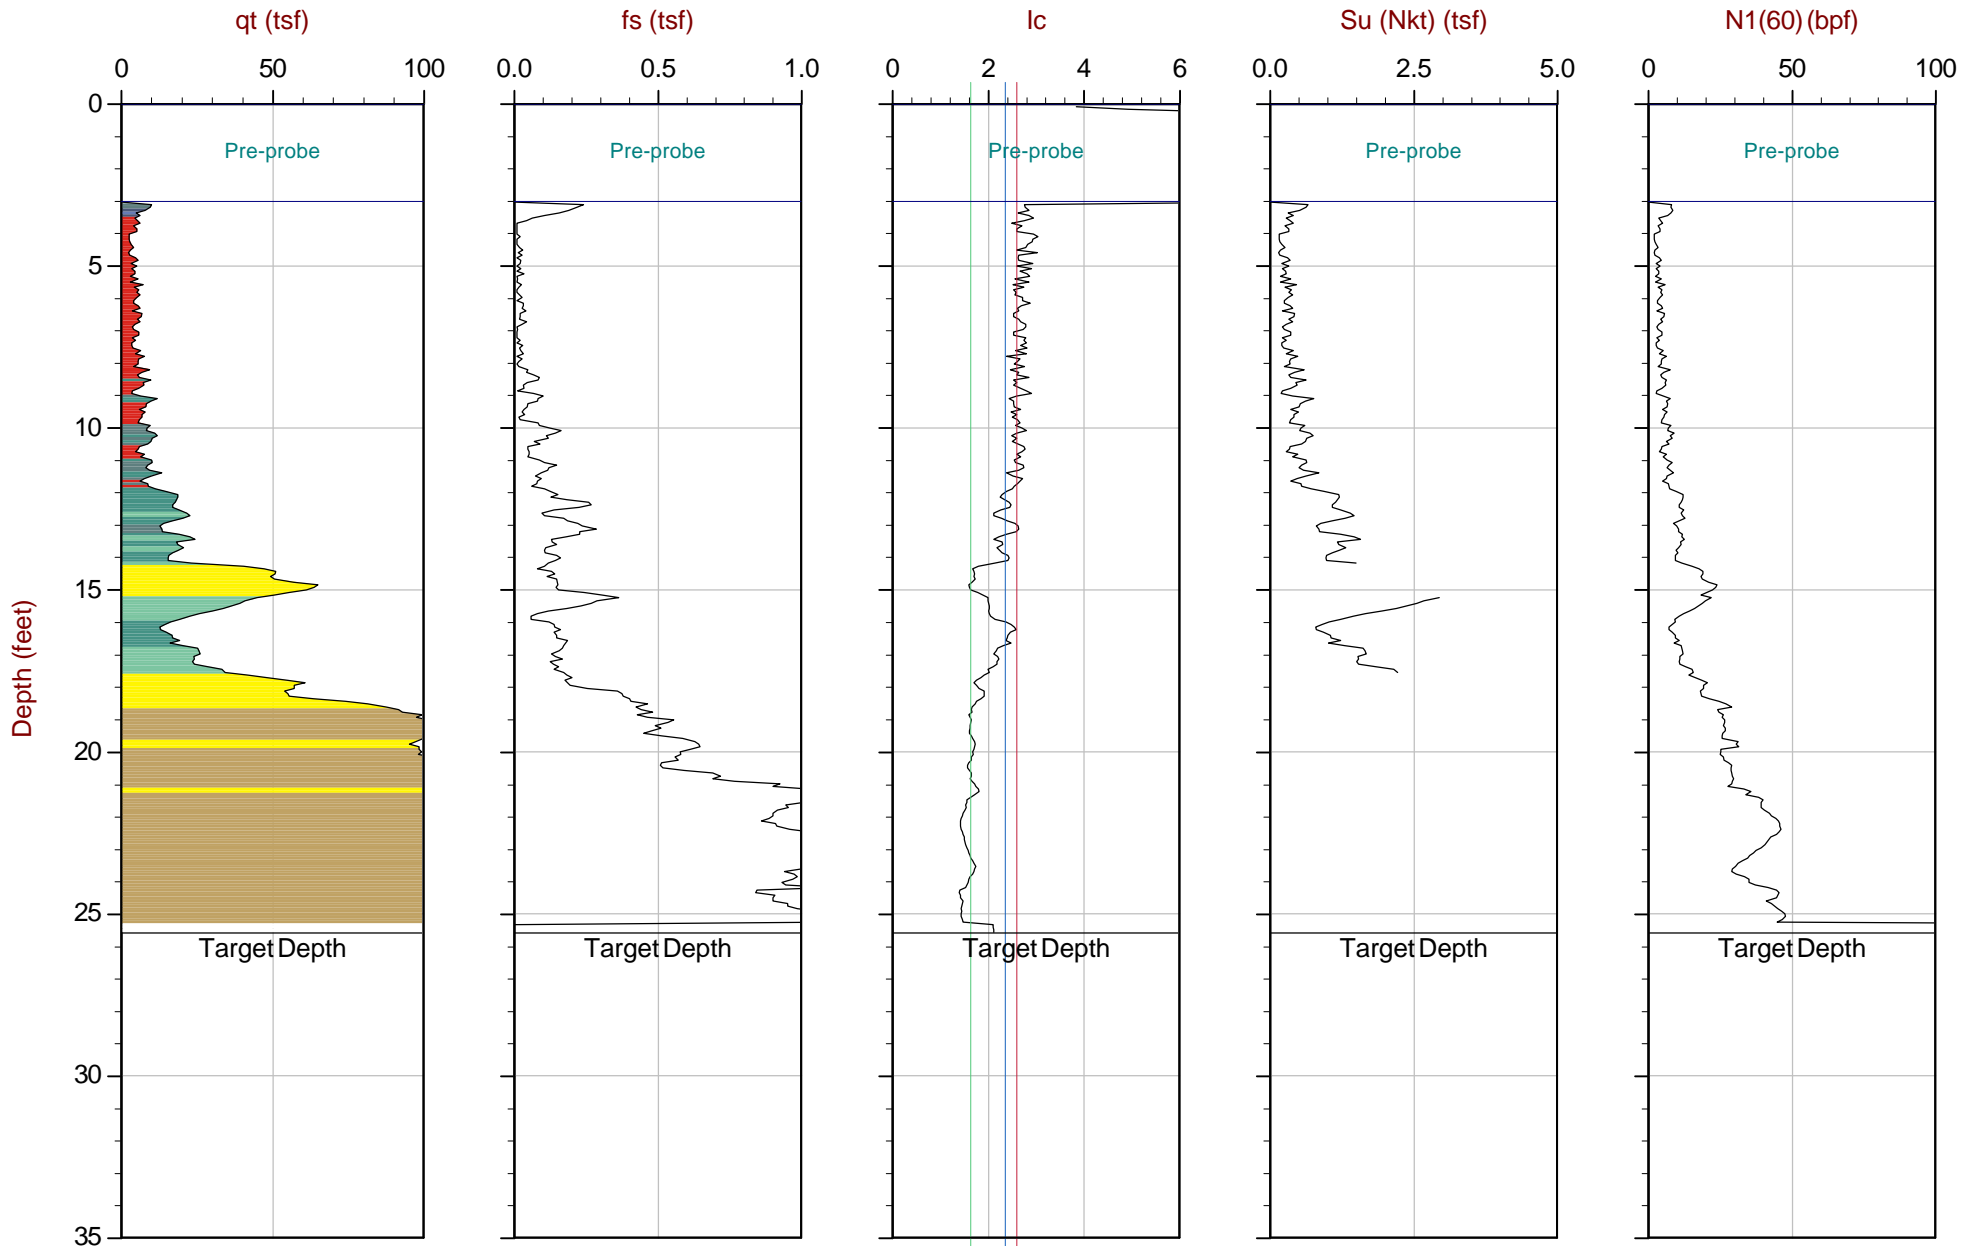 qt (tsf) fs (tsf) Ic Su (Nkt) (tsf) N1(60) (bpf)
0 50 100 0.0 0.5 1.0 0 2 4 6 0.0 2.5 5.0 0 50 100
0
Pre-probe Pre-probe Pre-probe Pre-probe Pre-probe
5
10
15
Depth (feet)
20
25
Target Depth Target Depth Target Depth Target Depth Target Depth
30
35